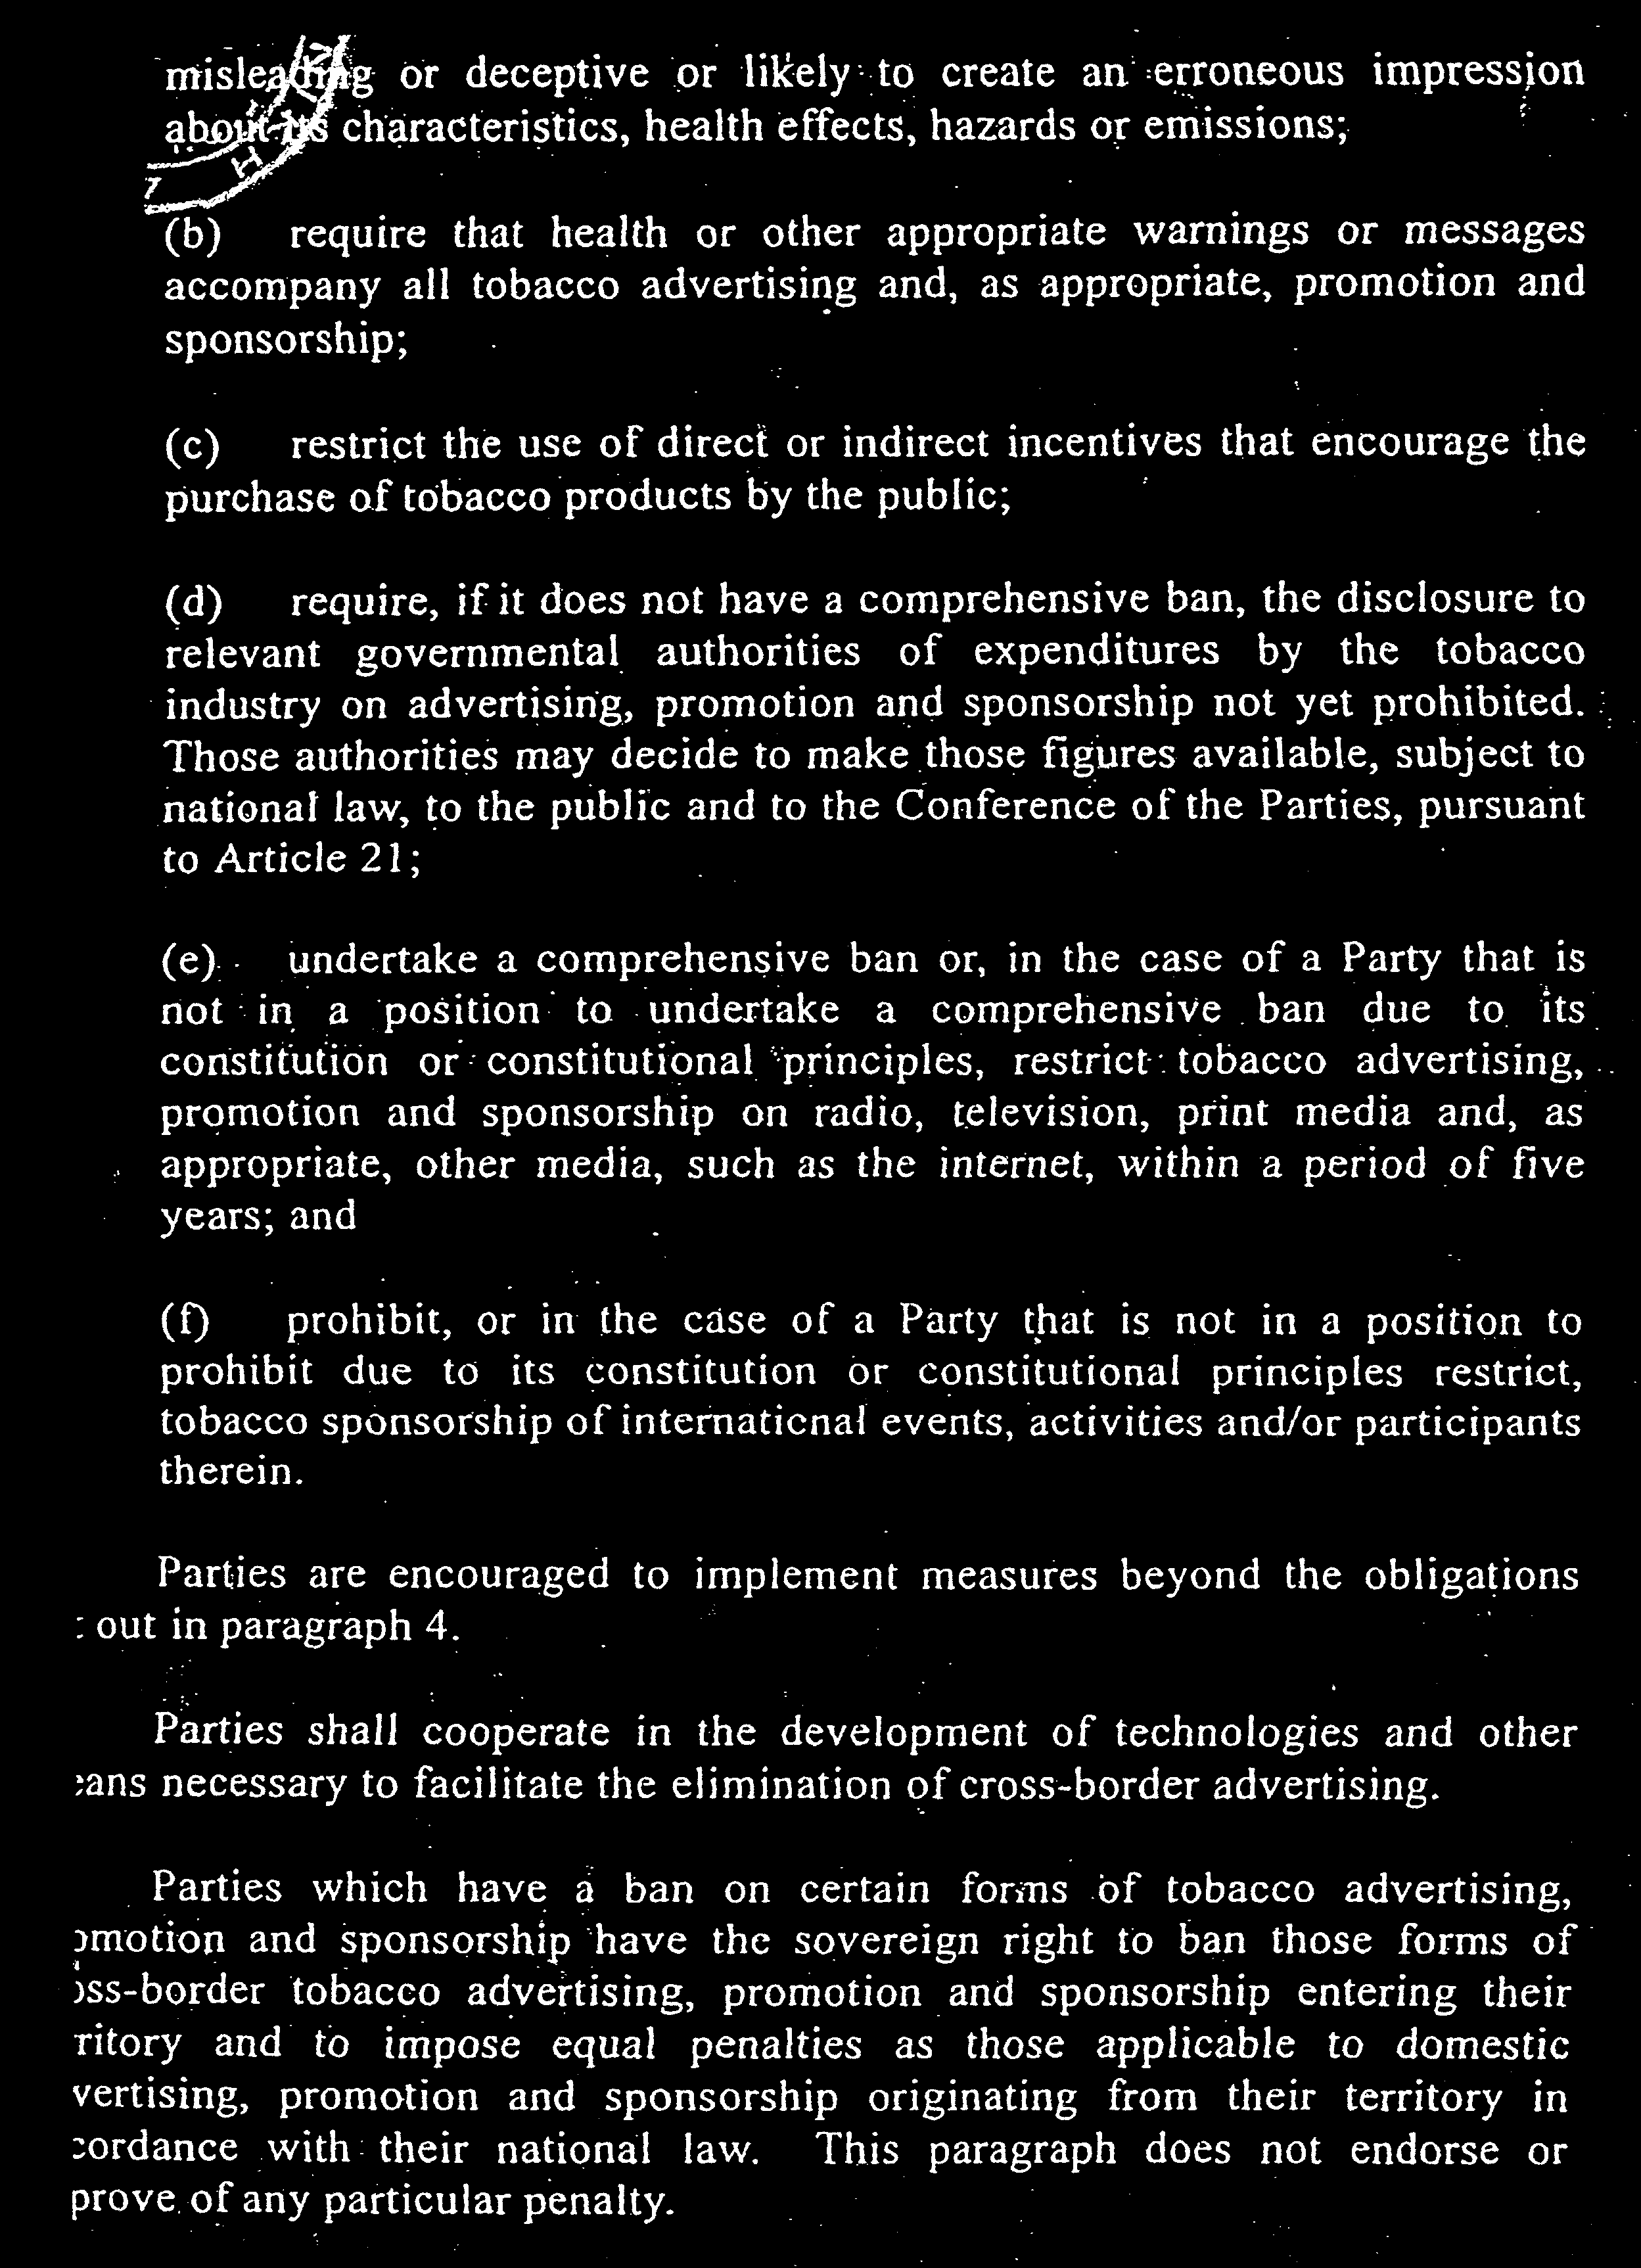 misleading or deceptive or likely to create an erroneous impression
about its characteristics, health effects, hazards or emissions;
(b) require that health or other appropriate warnings or messages
accompany all tobacco advertising and, as appropriate, promotion and
sponsorship;
(c) restrict the use of direct or indirect incentives that encourage the
purchase of tobacco products by the public;
(d) require, if it does not have a comprehensive ban, the disclosure to
relevant governmental authorities of expenditures by the tobacco
industry on advertising, promotion and sponsorship not yet prohibited.
Those authorities may decide to make those figures available, subject to
national law, to the public and to the Conference of the Parties, pursuant
to Article 21;
(e) undertake a comprehensive ban or, in the case of a Party that is
not in a position to undertake a comprehensive ban due to its
constitution or constitutional principles, restrict tobacco advertising,
promotion and sponsorship on radio, television, print media and, as
appropriate, other media, such as the internet, within a period of five
years; and
(f) prohibit, or in the case of a Party that is not in a position to
prohibit due to its constitution or constitutional principles restrict,
tobacco sponsorship of international events, activities and/or participants
therein.
Parties are encouraged to implement measures beyond the obligations
out in paragraph 4.
Parties shall cooperate in the development of technologies and other
ans necessary to facilitate the elimination of cross-border advertising.
Parties which have a ban on certain forms of tobacco advertising,
omotion and sponsorship have the sovereign right to ban those forms of
oss-border tobacco advertising, promotion and sponsorship entering their
ritory and to impose equal penalties as those applicable to domestic
vertising, promotion and sponsorship originating from their territory in
cordance with their national law. This paragraph does not endorse or
prove of any particular penalty.